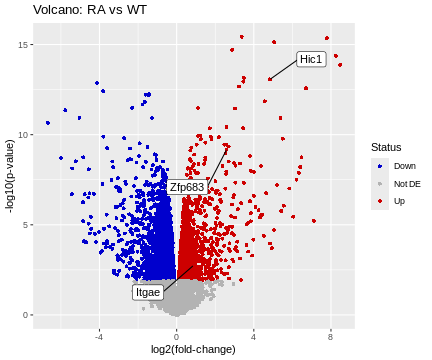 Volcano: RA vs WT
-log10(p-value)
15
10
5
0
-4
0
4
8
log2(fold-change)
Hic1
Zfp683
Itgae
Status
Down
Not DE
Up